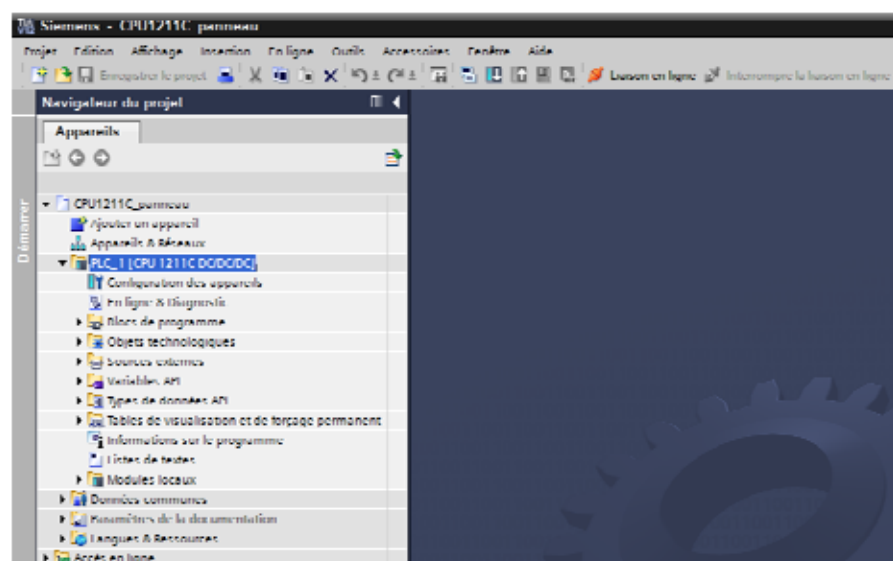 Siemens - CPU1211C_panneau
Projet Edition Affichage Insertion En ligne Outils Accessoires Fenêtre Aide
Enregistrer le projet Liaison en ligne Interrompre la liaison en ligne
Navigateur du projet
Appareils
Démarrer
CPU1211C_panneau
Ajouter un appareil
Appareils & Réseaux
PLC_1 [CPU 1211C DC/DC/DC]
Configuration des appareils
En ligne & Diagnostic
Blocs de programme
Objets technologiques
Sources externes
Variables API
Types de données API
Tables de visualisation et de forçage permanent
Informations sur le programme
Listes de textes
Modules locaux
Données communes
Paramètres de la documentation
Langues & Ressources
Accès en ligne